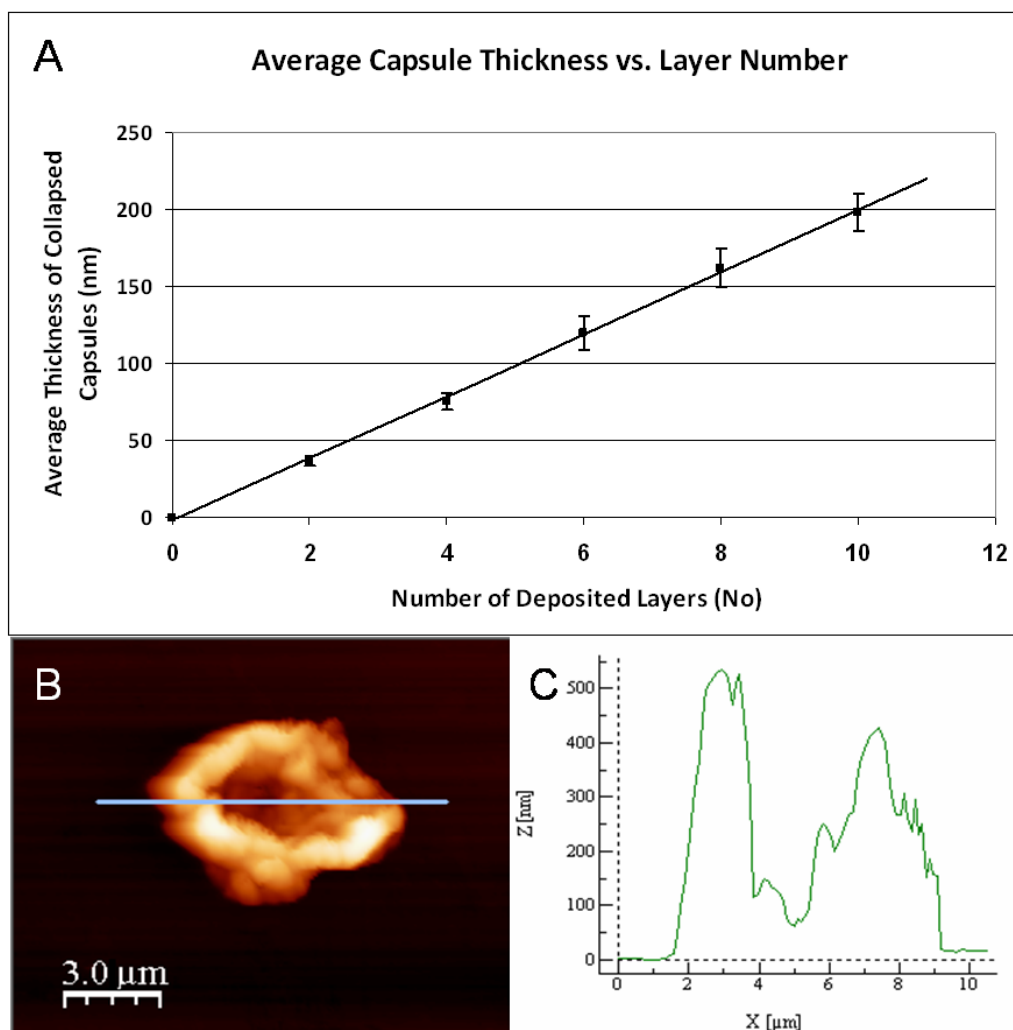 A
Average Capsule Thickness vs. Layer Number
Average Thickness of Collapsed
Capsules (nm)
250
200
150
100
50
0
0 2 4 6 8 10 12
Number of Deposited Layers (No)
B
3.0 µm
C
Z [nm]
500
400
300
200
100
0
0 2 4 6 8 10
X [µm]